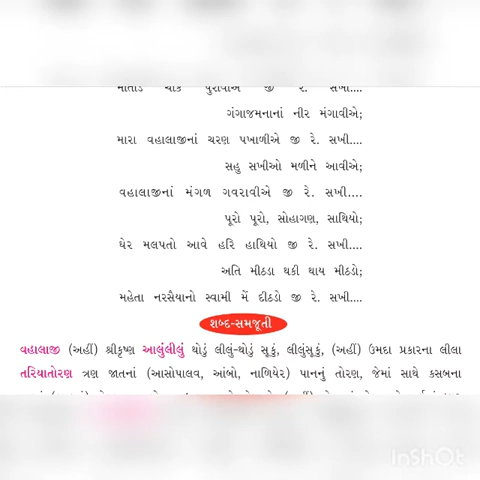 મોતીડે ચોક પુરાવીએ જી રે. સખી....
ગંગાજમનાનાં નીર મંગાવીએ;
મારા વહાલાજીનાં ચરણ પખાળીએ જી રે. સખી....
સહુ સખીઓ મળીને આવીએ;
વહાલાજીનાં મંગળ ગવરાવીએ જી રે. સખી....
પૂરો પૂરો, સોહાગણ, સાથિયો;
ઘેર મલપતો આવે હરિ હાથિયો જી રે. સખી....
અતિ મીઠડા થકી થાય મીઠડો;
મહેતા નરસૈયાનો સ્વામી મેં દીઠડો જી રે. સખી....
શબ્દ-સમજૂતી
વહાલાજી (અહીં) શ્રીકૃષ્ણ આલુંલીલું થોડું લીલું-થોડું સૂકું, લીલુંસૂકું, (અહીં) ઉમદા પ્રકારના લીલા
તરિયાતોરણ ત્રણ જાતનાં (આસોપાલવ, આંબો, નાળિયેર) પાનનું તોરણ, જેમાં સાથે કસબના
InShOt